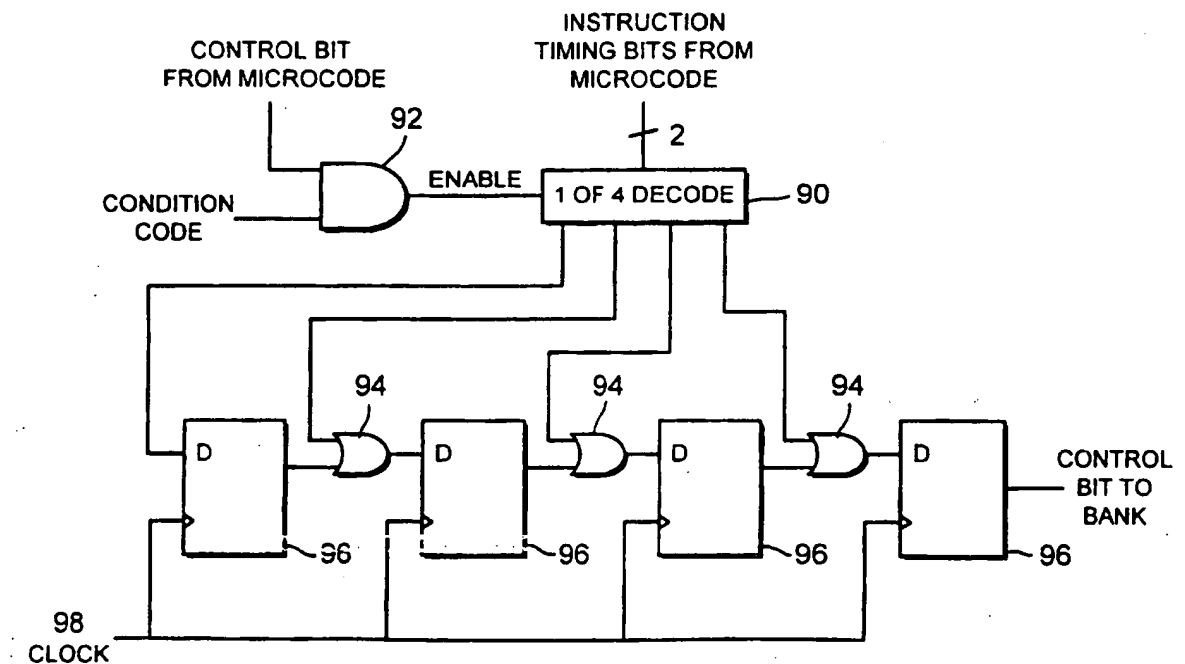 INSTRUCTION
TIMING BITS FROM
MICROCODE
CONTROL BIT
FROM MICROCODE
92
2
ENABLE
1 OF 4 DECODE
90
CONDITION
CODE
94
94
94
D
D
D
D
CONTROL
BIT TO
BANK
96
96
96
96
98
CLOCK